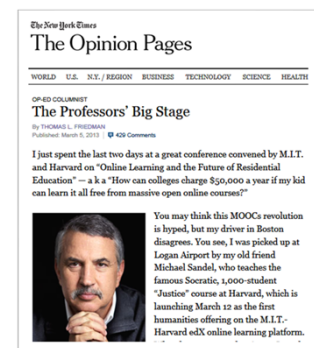 The New York Times
The Opinion Pages
WORLD U.S. N.Y. / REGION BUSINESS TECHNOLOGY SCIENCE HEALTH
OP-ED COLUMNIST
The Professors' Big Stage
By THOMAS L. FRIEDMAN
Published: March 5, 2013 429 Comments
I just spent the last two days at a great conference convened by M.I.T.
and Harvard on “Online Learning and the Future of Residential
Education” — a k a “How can colleges charge $50,000 a year if my kid
can learn it all free from massive open online courses?”
You may think this MOOCs revolution
is hyped, but my driver in Boston
disagrees. You see, I was picked up at
Logan Airport by my old friend
Michael Sandel, who teaches the
famous Socratic, 1,000-student
“Justice” course at Harvard, which is
launching March 12 as the first
humanities offering on the M.I.T.-
Harvard edX online learning platform.